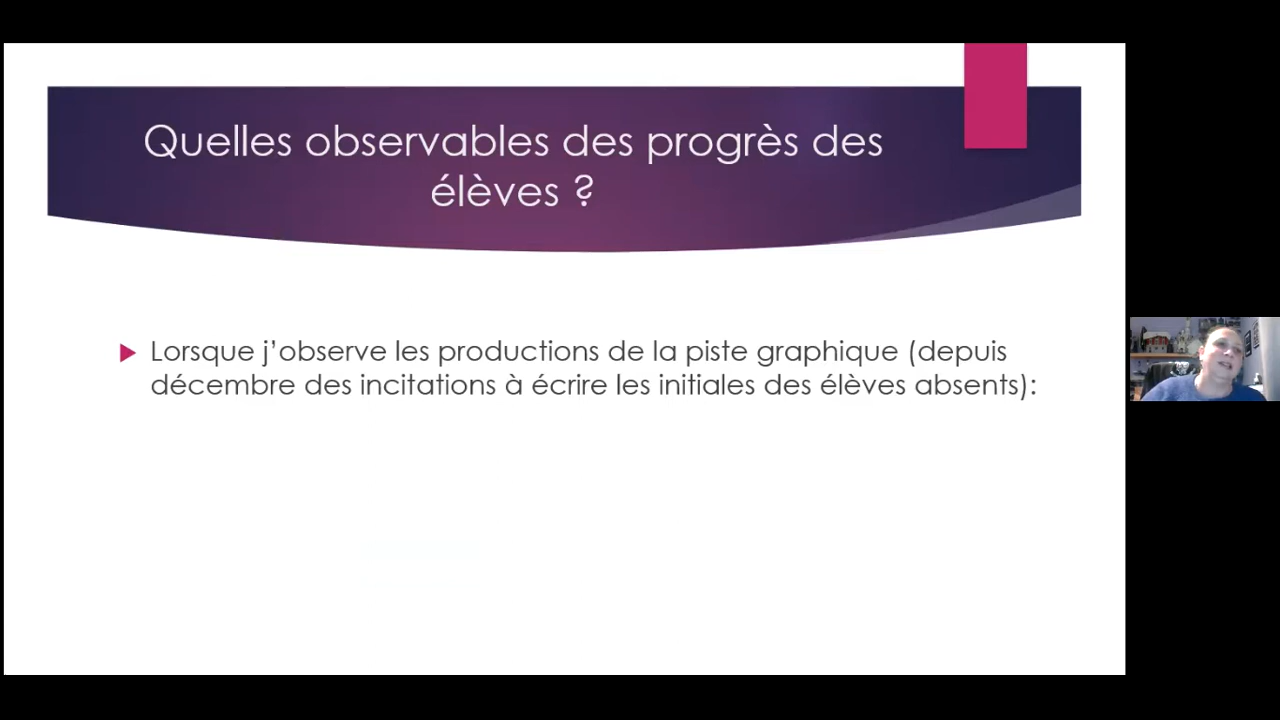 Quelles observables des progrès des
élèves ?
Lorsque j’observe les productions de la piste graphique (depuis
décembre des incitations à écrire les initiales des élèves absents):